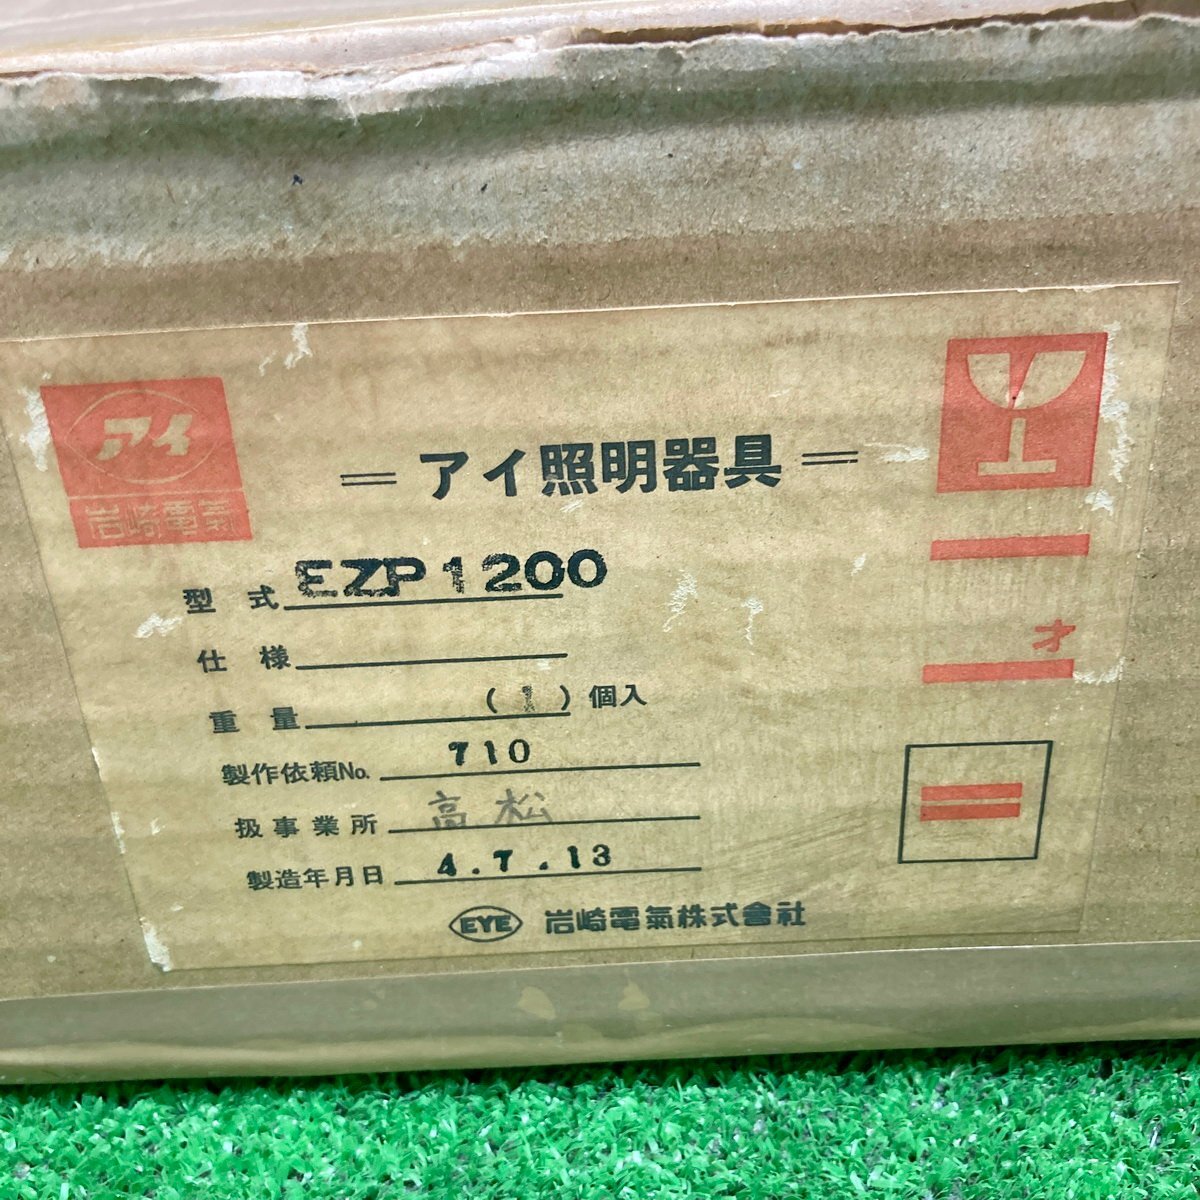 アイ
岩崎電氣
＝アイ照明器具＝
型式 EZP1200
仕様
重量 (1)個入
製作依頼No. 710
扱事業所 高松
製造年月日 4.7.13
EYE 岩崎電氣株式會社
オ